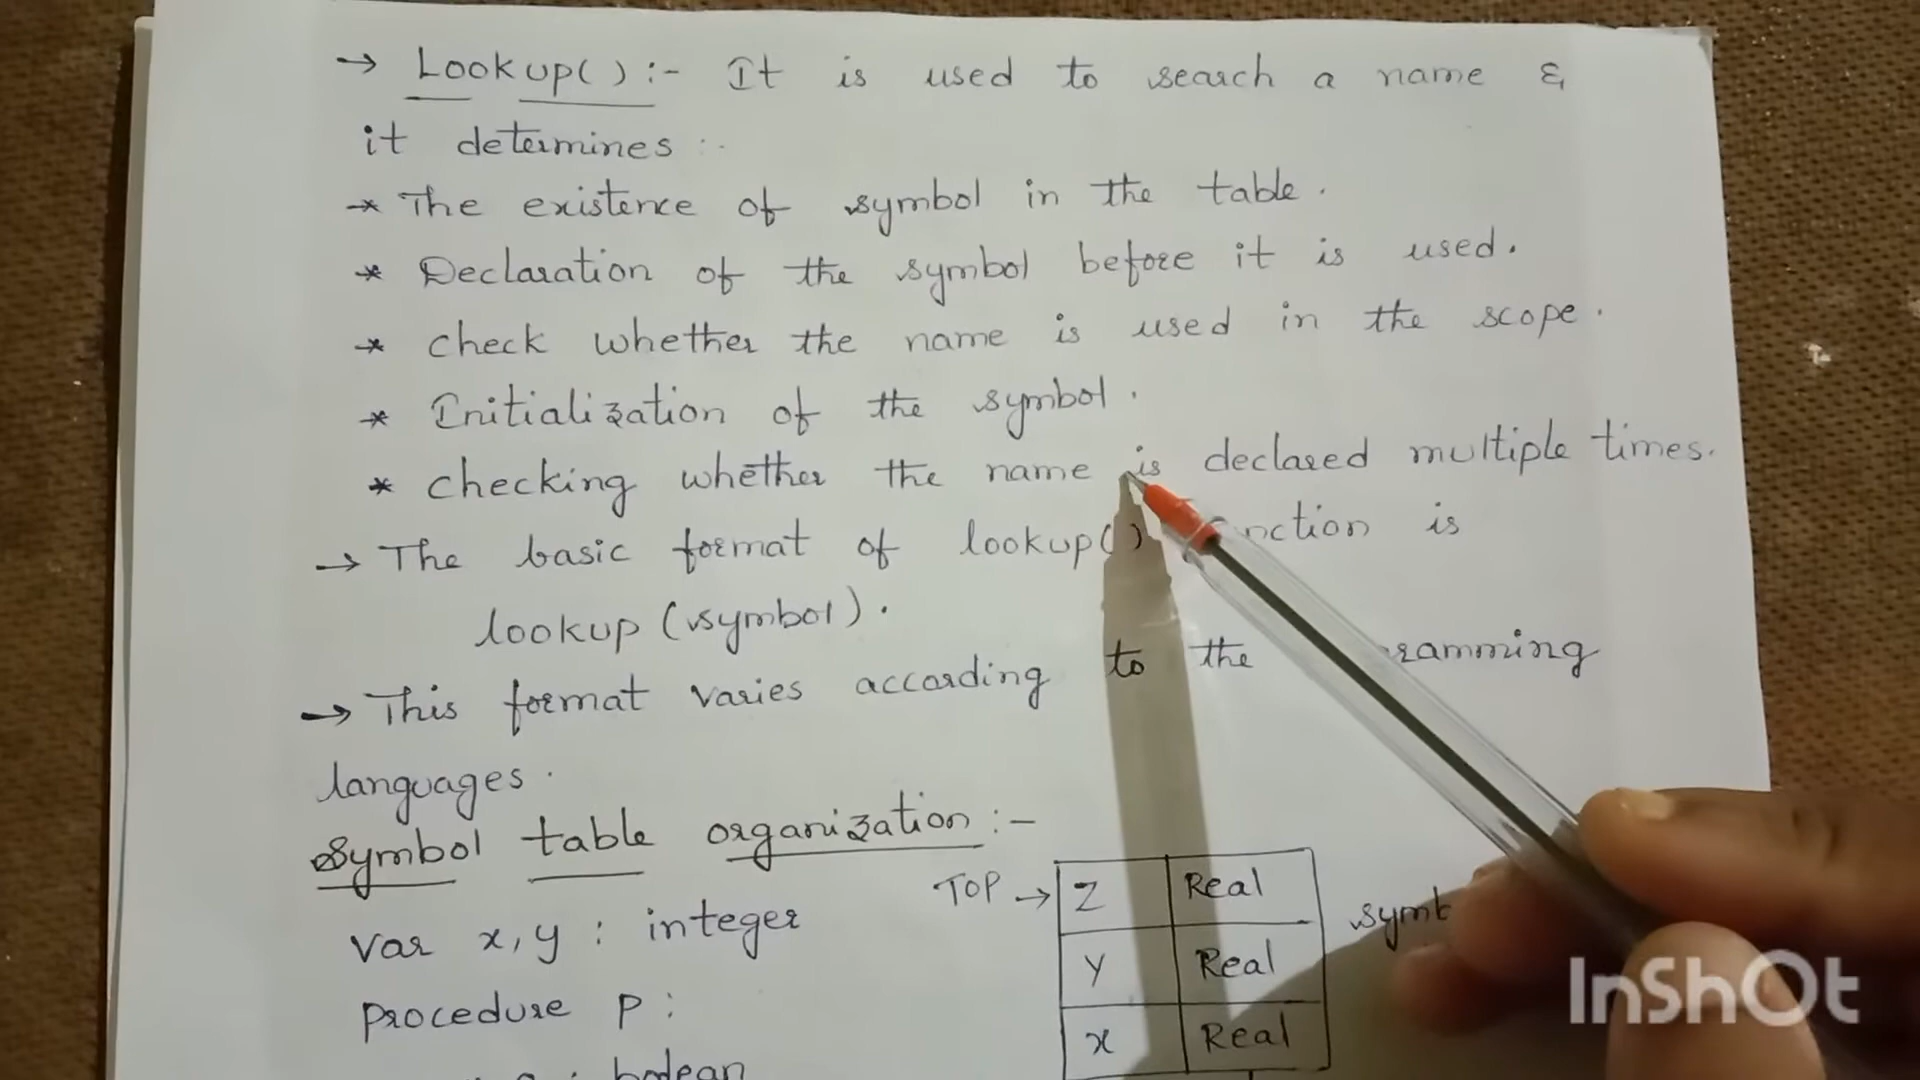 → Lookup() :- It is used to search a name &
it determines :-
* The existence of symbol in the table.
* Declaration of the symbol before it is used.
* check whether the name is used in the scope.
* Initialization of the symbol.
* checking whether the name is declared multiple times.
→ The basic format of lookup() is
lookup (symbol).
→ This format varies according to the
languages.
Symbol table organization :-
var x, y : integer
procedure p :
: boolean
TOP → Z Real
y Real
x Real
InShOt